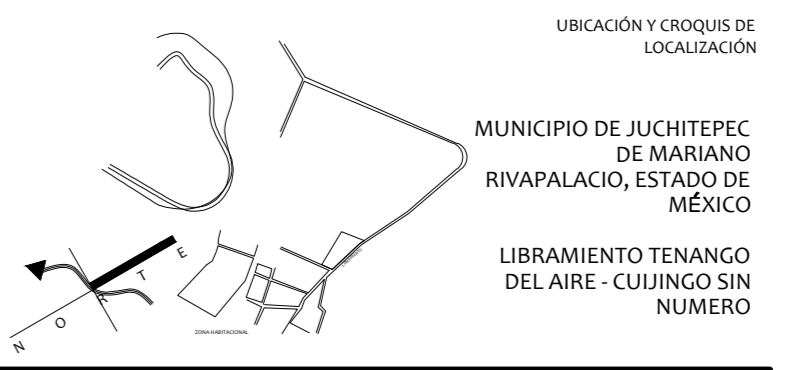 UBICACIÓN Y CROQUIS DE
LOCALIZACIÓN
MUNICIPIO DE JUCHITEPEC
DE MARIANO
RIVAPALACIO, ESTADO DE
MÉXICO
LIBRAMIENTO TENANGO
DEL AIRE - CUIJINGO SIN
NUMERO
NORTE
ZONA HABITACIONAL